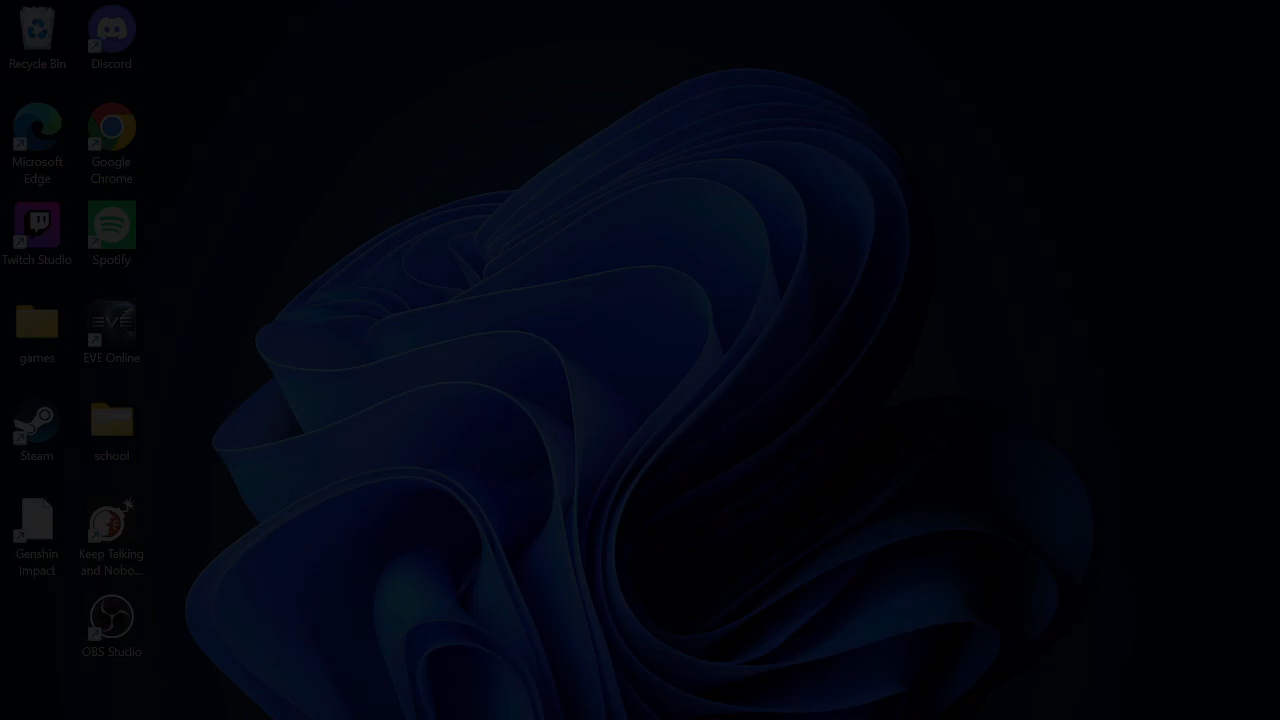 Recycle Bin
Discord
Microsoft
Edge
Google
Chrome
Twitch Studio
Spotify
games
EVE
EVE Online
Steam
school
Genshin
Impact
Keep Talking
and Nobo...
OBS Studio